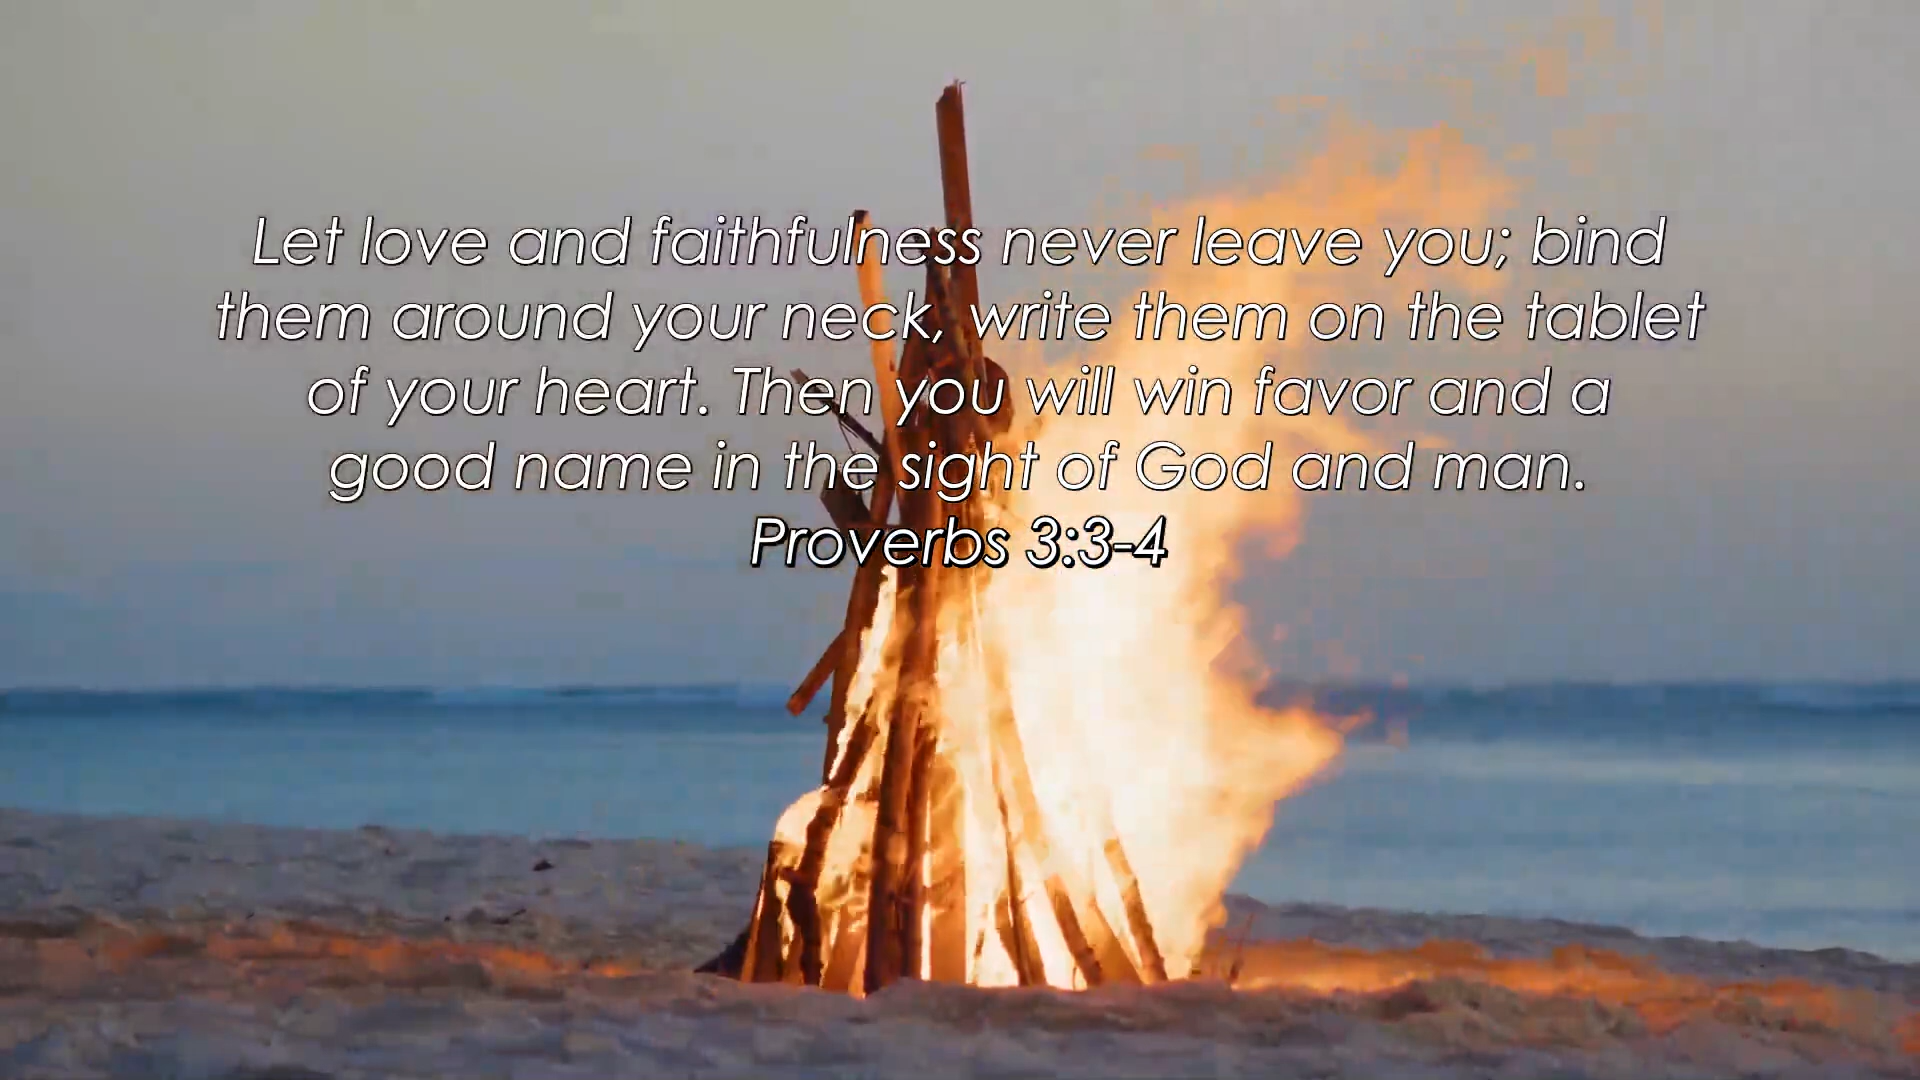 Let love and faithfulness never leave you; bind
them around your neck, write them on the tablet
of your heart. Then you will win favor and a
good name in the sight of God and man.
Proverbs 3:3-4